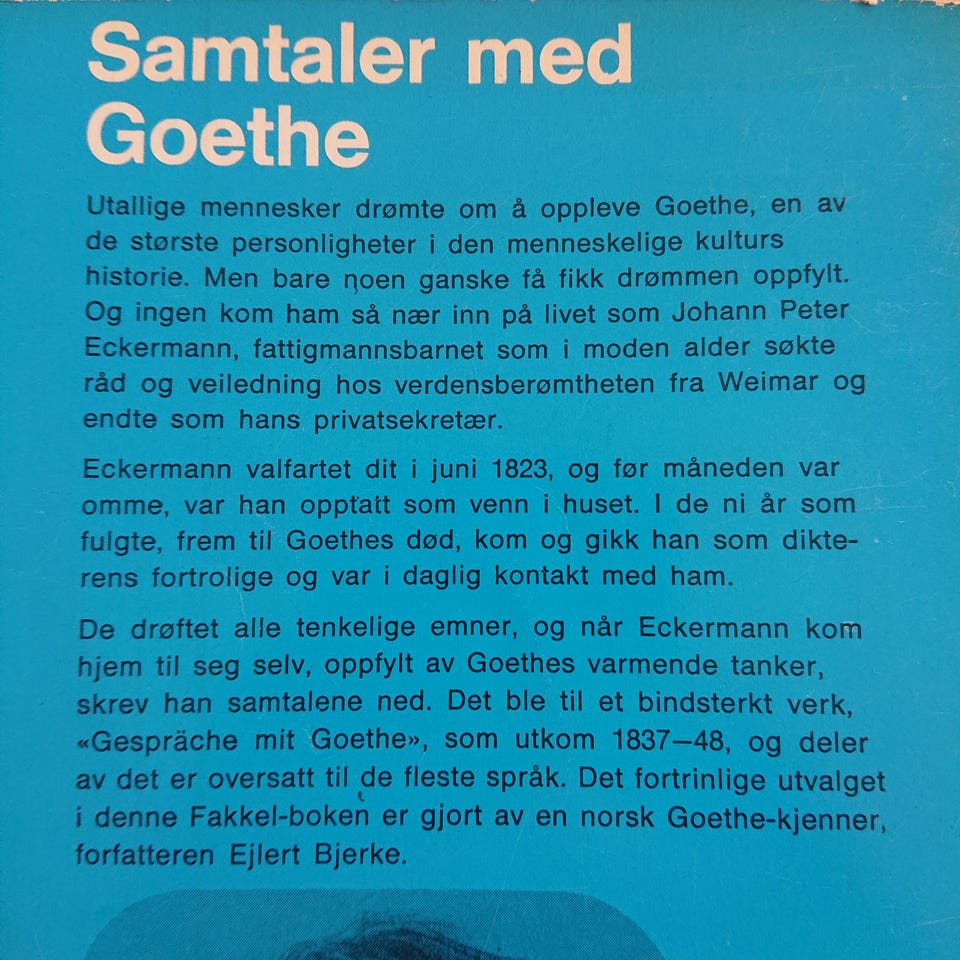 Samtaler med
Goethe
Utallige mennesker drømte om å oppleve Goethe, en av
de største personligheter i den menneskelige kulturs
historie. Men bare noen ganske få fikk drømmen oppfylt.
Og ingen kom ham så nær inn på livet som Johann Peter
Eckermann, fattigmannsbarnet som i moden alder søkte
råd og veiledning hos verdensberømtheten fra Weimar og
endte som hans privatsekretær.
Eckermann valfartet dit i juni 1823, og før måneden var
omme, var han opptatt som venn i huset. I de ni år som
fulgte, frem til Goethes død, kom og gikk han som dikte-
rens fortrolige og var i daglig kontakt med ham.
De drøftet alle tenkelige emner, og når Eckermann kom
hjem til seg selv, oppfylt av Goethes varmende tanker,
skrev han samtalene ned. Det ble til et bindsterkt verk,
«Gespräche mit Goethe», som utkom 1837—48, og deler
av det er oversatt til de fleste språk. Det fortrinlige utvalget
i denne Fakkel-boken er gjort av en norsk Goethe-kjenner,
forfatteren Ejlert Bjerke.